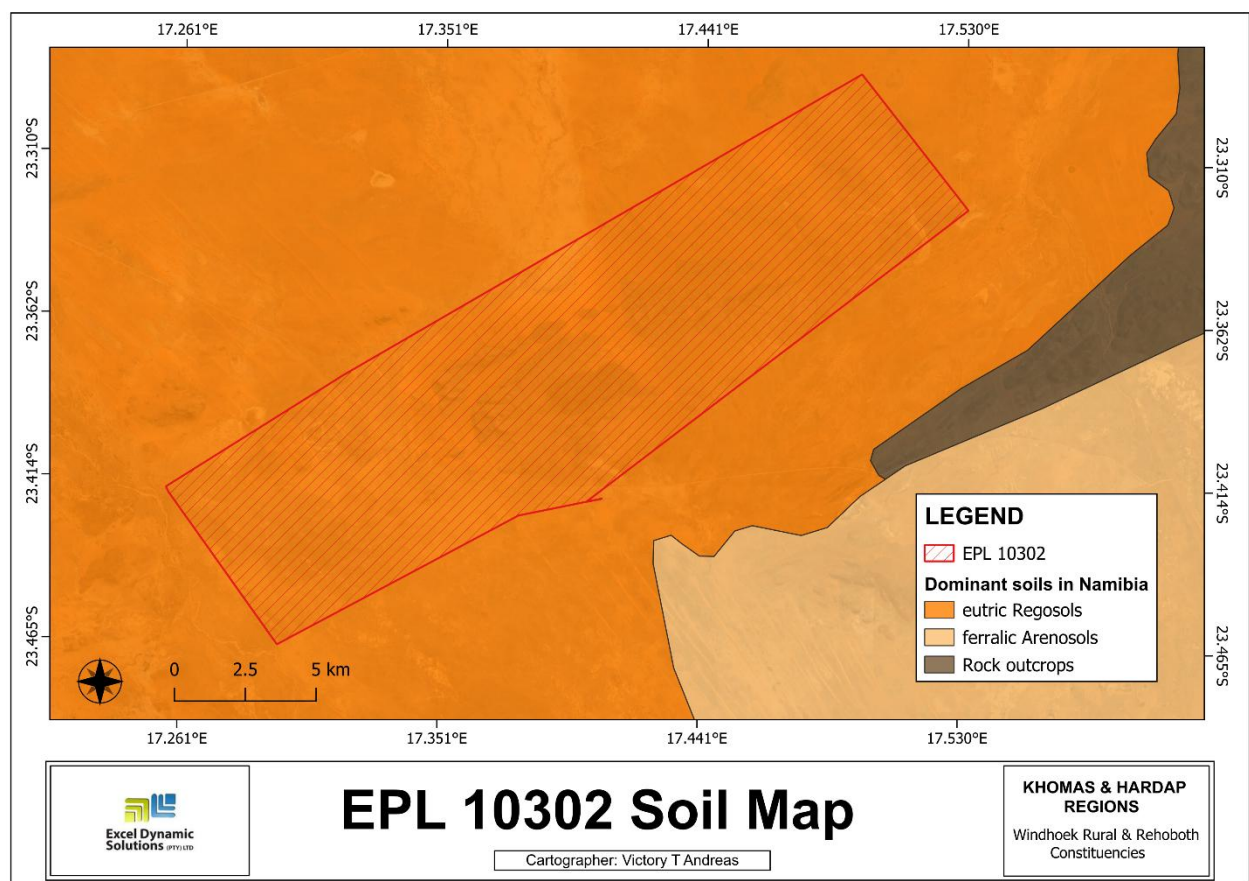 17.261°E
17.351°E
17.441°E
17.530°E
23.310°S
23.310°S
23.362°S
23.362°S
23.414°S
23.414°S
23.465°S
23.465°S
LEGEND
EPL 10302
Dominant soils in Namibia
eutric Regosols
ferralic Arenosols
Rock outcrops
0 2.5 5 km
17.261°E
17.351°E
17.441°E
17.530°E
Excel Dynamic
Solutions (PTY) LTD
EPL 10302 Soil Map
Cartographer: Victory T Andreas
KHOMAS & HARDAP
REGIONS
Windhoek Rural & Rehoboth
Constituencies